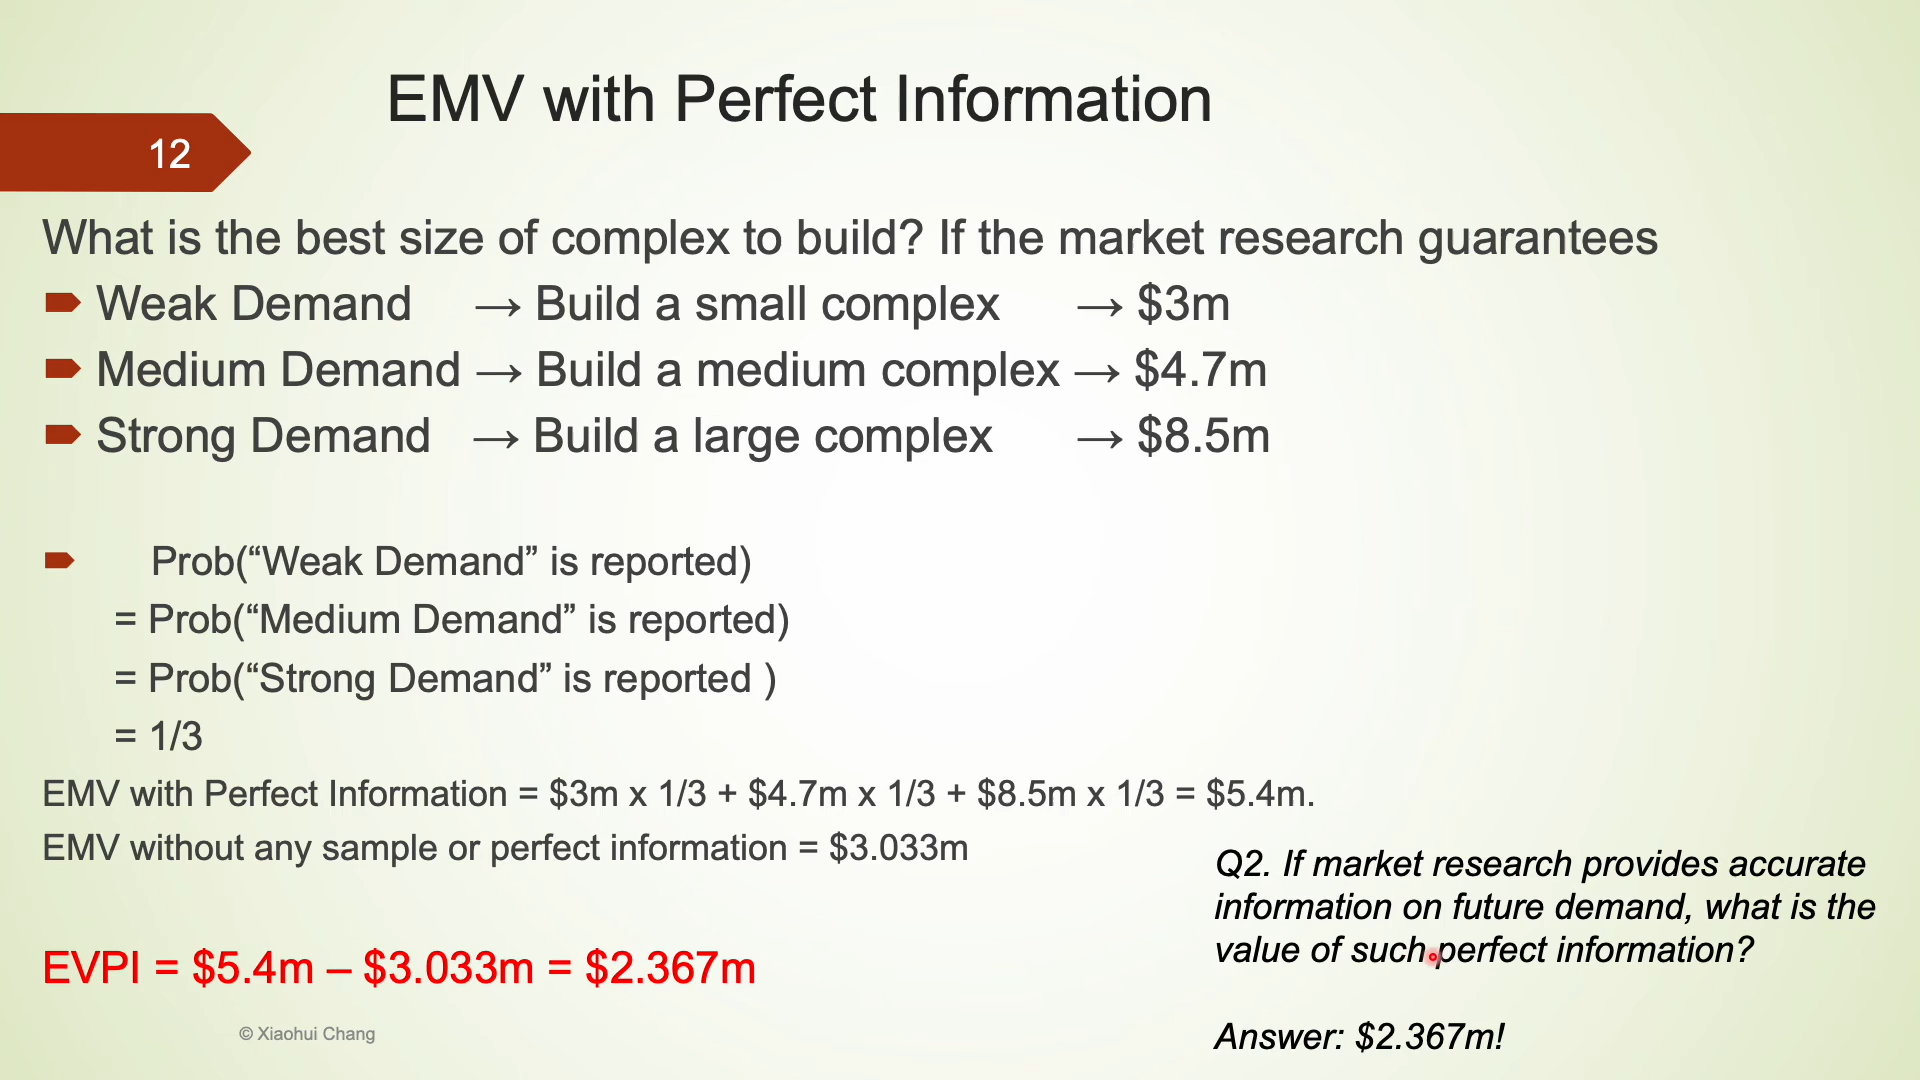 EMV with Perfect Information
12
What is the best size of complex to build? If the market research guarantees
Weak Demand → Build a small complex → $3m
Medium Demand → Build a medium complex → $4.7m
Strong Demand → Build a large complex → $8.5m
Prob(“Weak Demand” is reported)
= Prob(“Medium Demand” is reported)
= Prob(“Strong Demand” is reported )
= 1/3
EMV with Perfect Information = $3m x 1/3 + $4.7m x 1/3 + $8.5m x 1/3 = $5.4m.
EMV without any sample or perfect information = $3.033m
EVPI = $5.4m – $3.033m = $2.367m
Q2. If market research provides accurate
information on future demand, what is the
value of such perfect information?
Answer: $2.367m!
© Xiaohui Chang